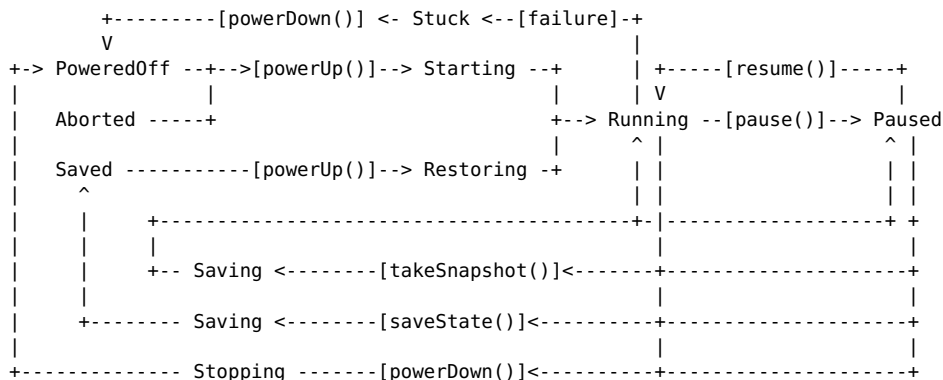 +---------[powerDown()] <- Stuck <--[failure]-+
        V                                             |
+-> PoweredOff --+-->[powerUp()]--> Starting --+      | +-----[resume()]-----+
|                |                             |      | V                    |
|   Aborted -----+                             +--> Running --[pause()]--> Paused
|                                              |      ^ |                   ^ |
|   Saved -----------[powerUp()]--> Restoring -+      | |                   | |
|     ^                                               | |                   | |
|     |     +-----------------------------------------+-|-------------------+ +
|     |     |                                           |                     |
|     |     +-- Saving <--------[takeSnapshot()]<-------+---------------------+
|     |                                                 |                     |
|     +-------- Saving <--------[saveState()]<----------+---------------------+
|                                                       |                     |
+-------------- Stopping -------[powerDown()]<----------+---------------------+